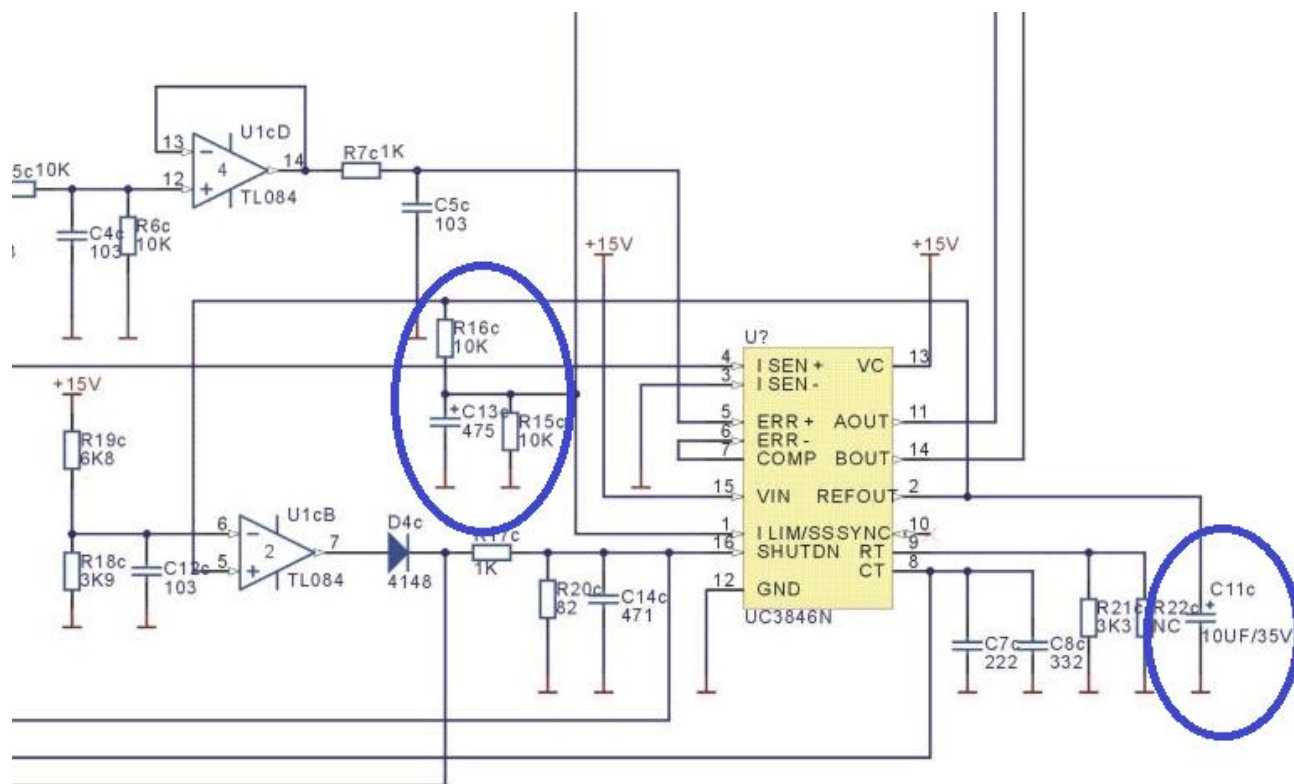 U1cD
13
14
4
12
TL084
5c 10K
R7c 1K
C4c
103
R6c
10K
C5c
103
+15V
+15V
R16c
10K
C13c
475
R15c
10K
+15V
R19c
6K8
R18c
3K9
C12c
103
U1cB
6
7
2
5
TL084
D4c
4148
R17c
1K
R20c
82
C14c
471
U?
4 I SEN + VC 13
3 I SEN -
5 ERR + AOUT 11
6 ERR -
7 COMP BOUT 14
15 VIN REFOUT 2
1 I LIM/SS SYNC 10
16 SHUTDN RT 9
CT 8
12 GND
UC3846N
C7c
222
C8c
332
R21c
3K3
R22c
NC
C11c
10UF/35V